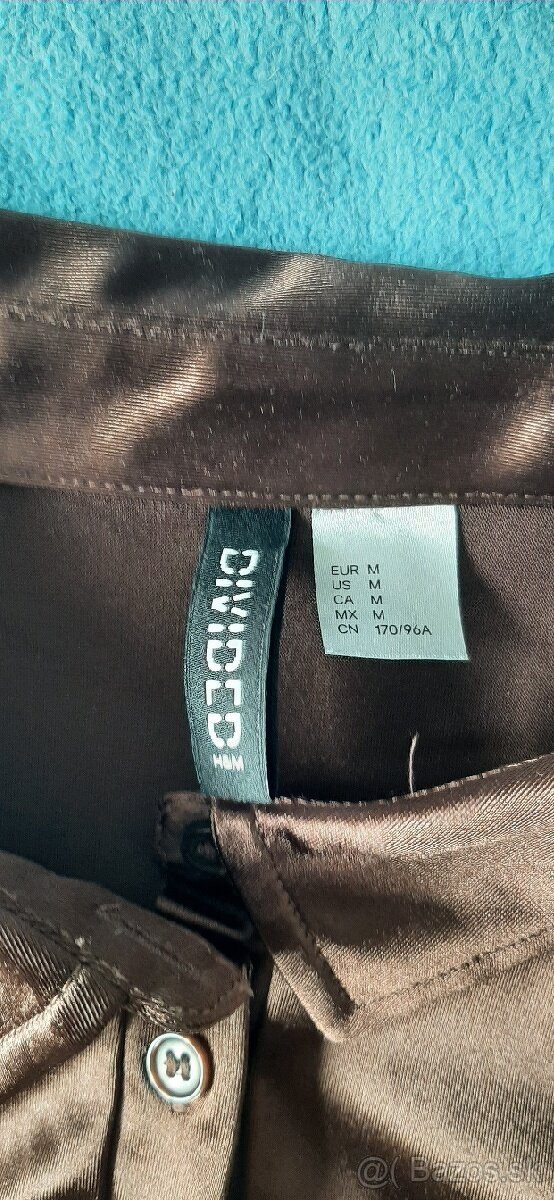 DIVIDED
H&M
EUR M
US M
CA M
MX M
CN 170/96A
@ Bazos.sk